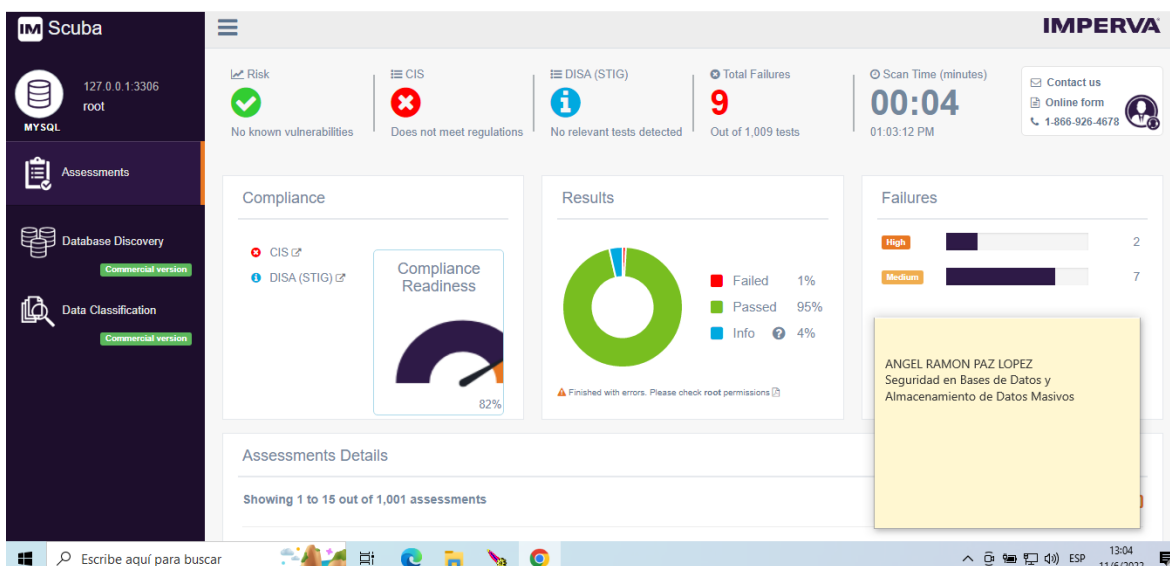 IM Scuba
IMPERVA
127.0.0.1:3306
root
MYSQL
Assessments
Database Discovery
Commercial version
Data Classification
Commercial version
Risk
No known vulnerabilities
CIS
Does not meet regulations
DISA (STIG)
No relevant tests detected
Total Failures
9
Out of 1,009 tests
Scan Time (minutes)
00:04
01:03:12 PM
Contact us
Online form
1-866-926-4678
Compliance
CIS
DISA (STIG)
Compliance
Readiness
82%
Results
Failed 1%
Passed 95%
Info ? 4%
Finished with errors. Please check root permissions
Failures
High 2
Medium 7
ANGEL RAMON PAZ LOPEZ
Seguridad en Bases de Datos y
Almacenamiento de Datos Masivos
Assessments Details
Showing 1 to 15 out of 1,001 assessments
Escribe aquí para buscar
ESP
13:04